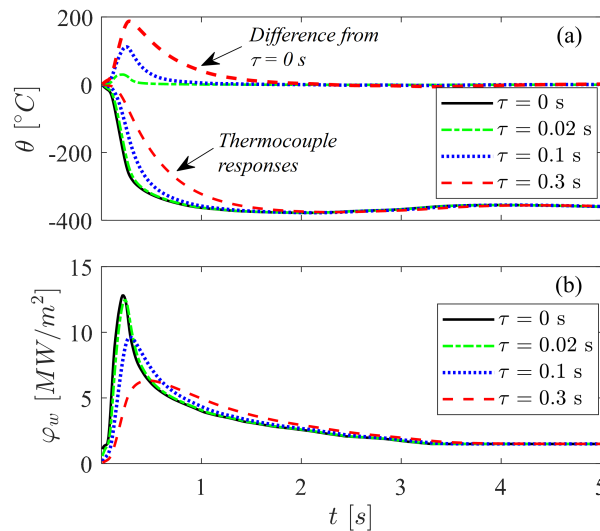 200
(a)
Difference from
τ = 0 s
0
θ [°C]
τ = 0 s
τ = 0.02 s
τ = 0.1 s
τ = 0.3 s
-200
Thermocouple
responses
-400
15
(b)
φw [MW/m²]
τ = 0 s
τ = 0.02 s
τ = 0.1 s
τ = 0.3 s
10
5
0
1 2 3 4 5
t [s]